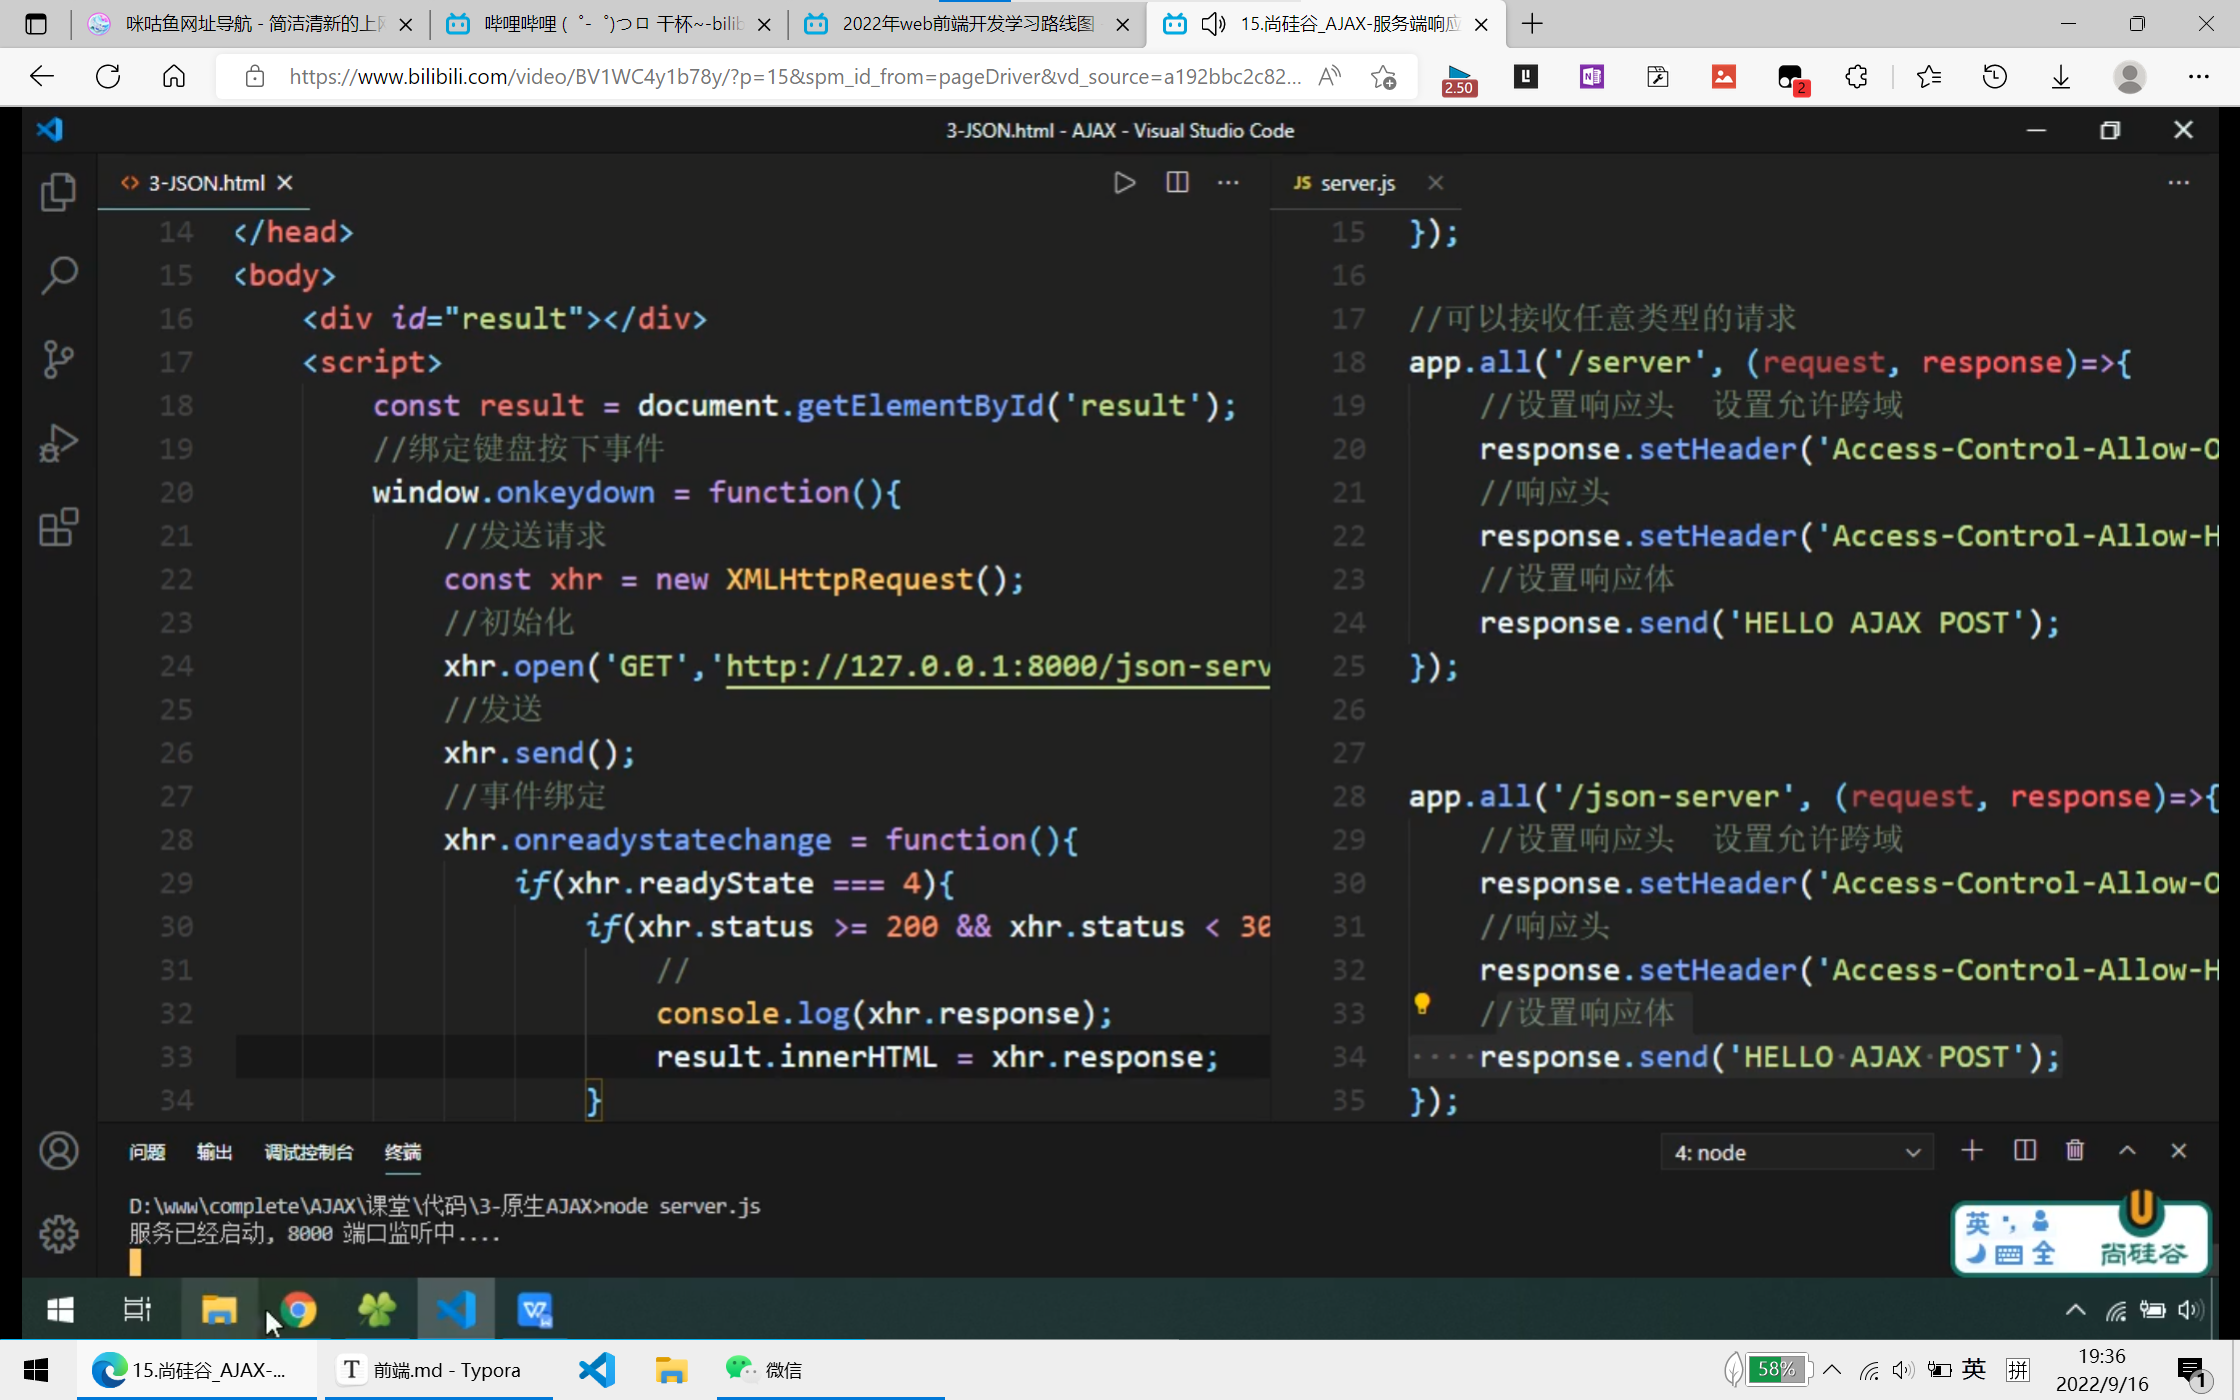 咪咕鱼网址导航 - 简洁清新的上
哔哩哔哩 (゜-゜)つロ 干杯~-bilib
2022年web前端开发学习路线图
15.尚硅谷_AJAX-服务端响应
https://www.bilibili.com/video/BV1WC4y1b78y/?p=15&spm_id_from=pageDriver&vd_source=a192bbc2c82...
2.50
2
3-JSON.html - AJAX - Visual Studio Code
3-JSON.html
14 </head>
15 <body>
16 <div id="result"></div>
17 <script>
18 const result = document.getElementById('result');
19 //绑定键盘按下事件
20 window.onkeydown = function(){
21 //发送请求
22 const xhr = new XMLHttpRequest();
23 //初始化
24 xhr.open('GET','http://127.0.0.1:8000/json-serv
25 //发送
26 xhr.send();
27 //事件绑定
28 xhr.onreadystatechange = function(){
29 if(xhr.readyState === 4){
30 if(xhr.status >= 200 && xhr.status < 30
31 //
32 console.log(xhr.response);
33 result.innerHTML = xhr.response;
34 }
JS server.js
15 });
16
17 //可以接收任意类型的请求
18 app.all('/server', (request, response)=>{
19 //设置响应头 设置允许跨域
20 response.setHeader('Access-Control-Allow-O
21 //响应头
22 response.setHeader('Access-Control-Allow-H
23 //设置响应体
24 response.send('HELLO AJAX POST');
25 });
26
27
28 app.all('/json-server', (request, response)=>{
29 //设置响应头 设置允许跨域
30 response.setHeader('Access-Control-Allow-O
31 //响应头
32 response.setHeader('Access-Control-Allow-H
33 //设置响应体
34 response.send('HELLO AJAX POST');
35 });
问题 输出 调试控制台 终端
4: node
D:\www\complete\AJAX\课堂\代码\3-原生AJAX>node server.js
服务已经启动, 8000 端口监听中....
英
全
尚硅谷
15.尚硅谷_AJAX-...
前端.md - Typora
微信
58%
英
拼
19:36
2022/9/16
1